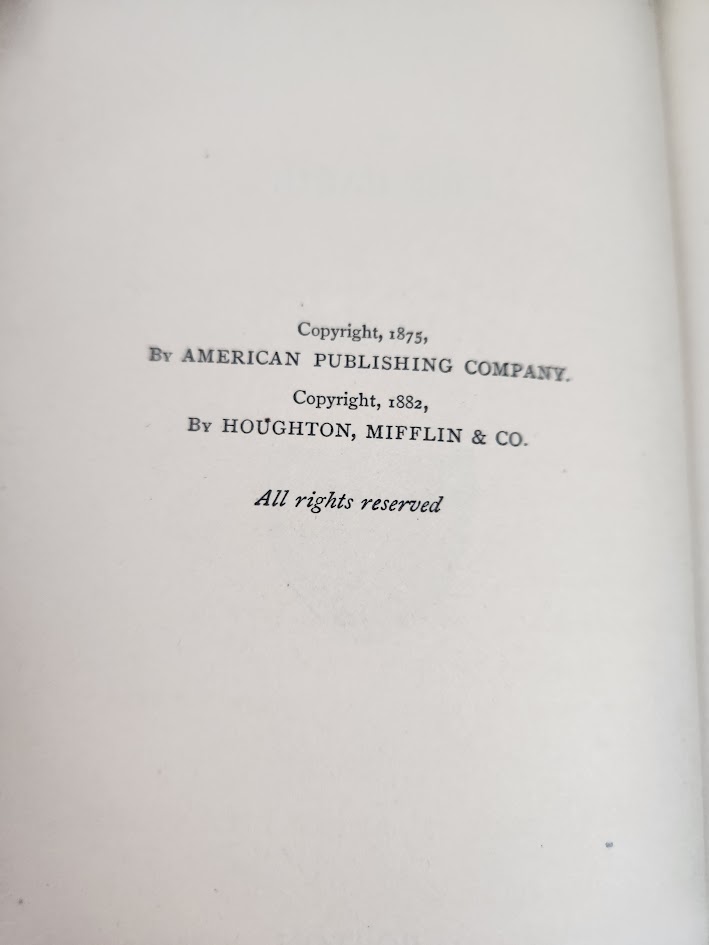 Copyright, 1875,
By AMERICAN PUBLISHING COMPANY.
Copyright, 1882,
By HOUGHTON, MIFFLIN & CO.
All rights reserved